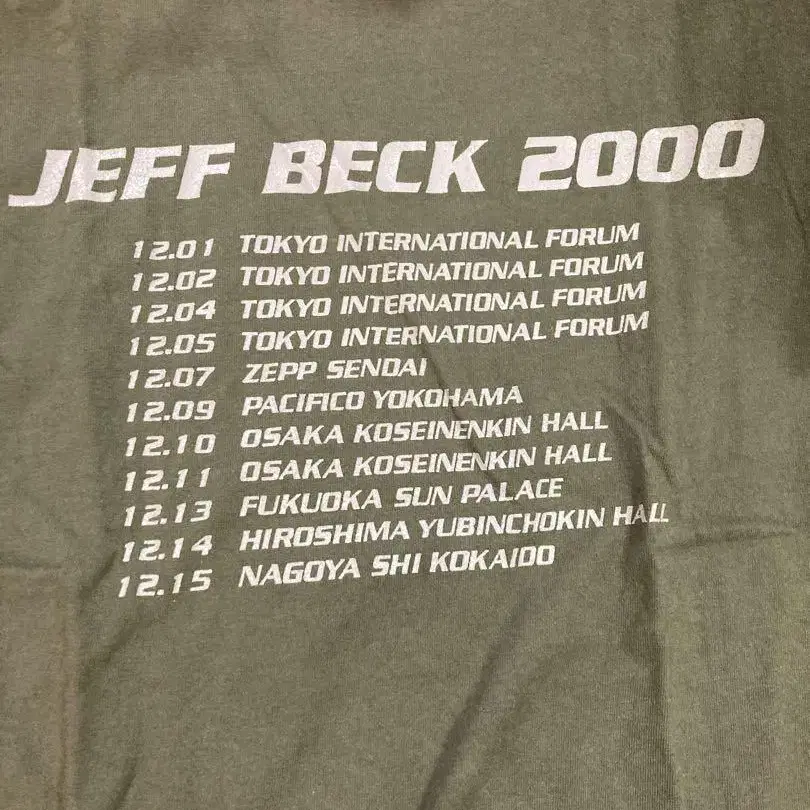 JEFF BECK 2000
12.01 TOKYO INTERNATIONAL FORUM
12.02 TOKYO INTERNATIONAL FORUM
12.04 TOKYO INTERNATIONAL FORUM
12.05 TOKYO INTERNATIONAL FORUM
12.07 ZEPP SENDAI
12.09 PACIFICO YOKOHAMA
12.10 OSAKA KOSEINENKIN HALL
12.11 OSAKA KOSEINENKIN HALL
12.13 FUKUOKA SUN PALACE
12.14 HIROSHIMA YUBINCHOKIN HALL
12.15 NAGOYA SHI KOKAIDO